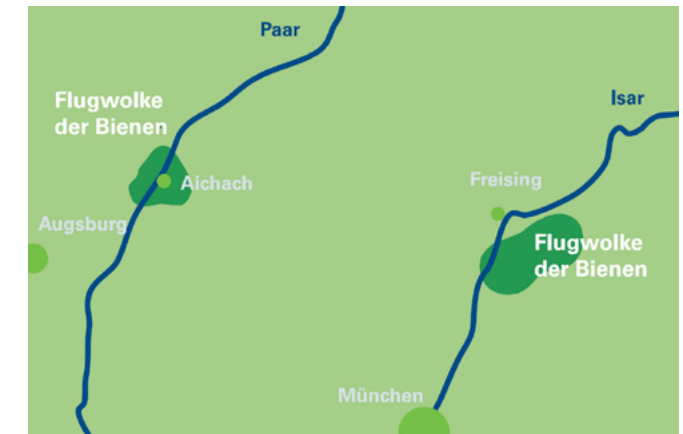 Paar
Flugwolke
der Bienen
Isar
Aichach
Freising
Augsburg
Flugwolke
der Bienen
München